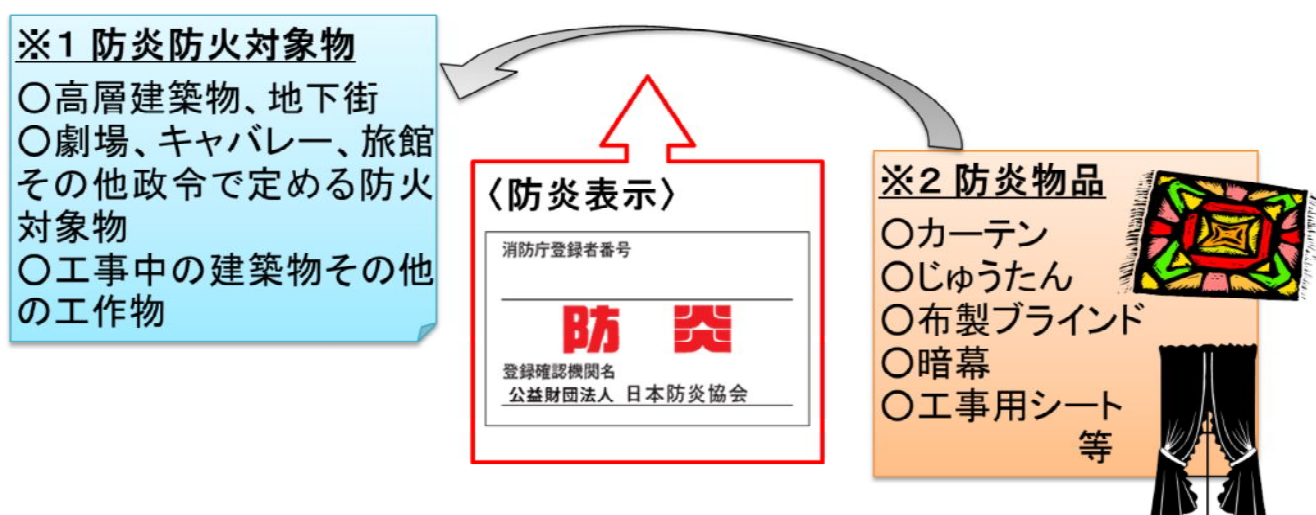 ※1 防炎防火対象物
○高層建築物、地下街
○劇場、キャバレー、旅館
その他政令で定める防火
対象物
○工事中の建築物その他
の工作物
〈防炎表示〉
消防庁登録者番号
防 炎
登録確認機関名
公益財団法人 日本防炎協会
※2 防炎物品
○カーテン
○じゅうたん
○布製ブラインド
○暗幕
○工事用シート
等